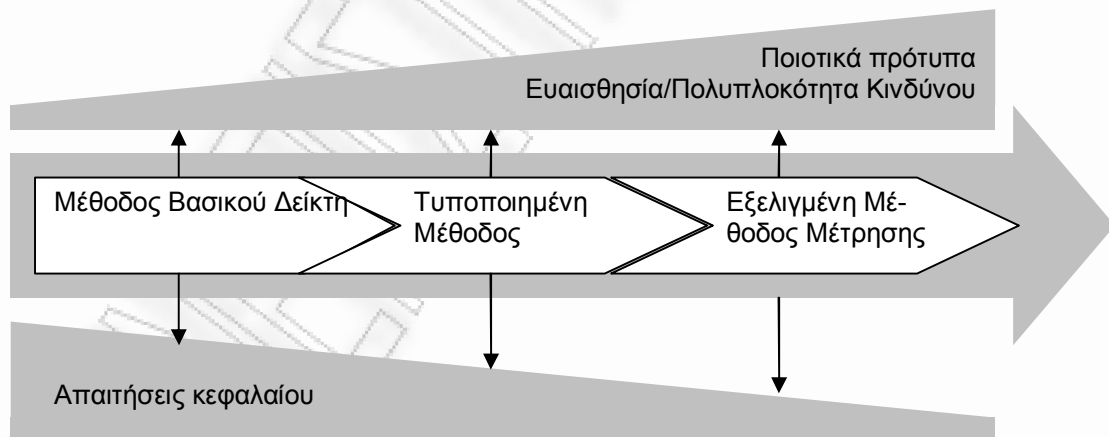 Ποιοτικά πρότυπα
Ευαισθησία/Πολυπλοκότητα Κινδύνου
Μέθοδος Βασικού Δείκτη
Τυποποιημένη
Μέθοδος
Εξελιγμένη Μέ-
θοδος Μέτρησης
Απαιτήσεις κεφαλαίου